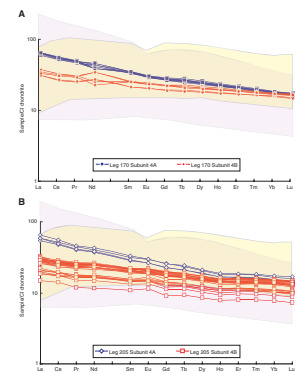 A
100
10
1
Sample/CI chondrite
Leg 170 Subunit 4A
Leg 170 Subunit 4B
La Ce Pr Nd Sm Eu Gd Tb Dy Ho Er Tm Yb Lu
B
100
10
1
Sample/CI chondrite
Leg 205 Subunit 4A
Leg 205 Subunit 4B
La Ce Pr Nd Sm Eu Gd Tb Dy Ho Er Tm Yb Lu